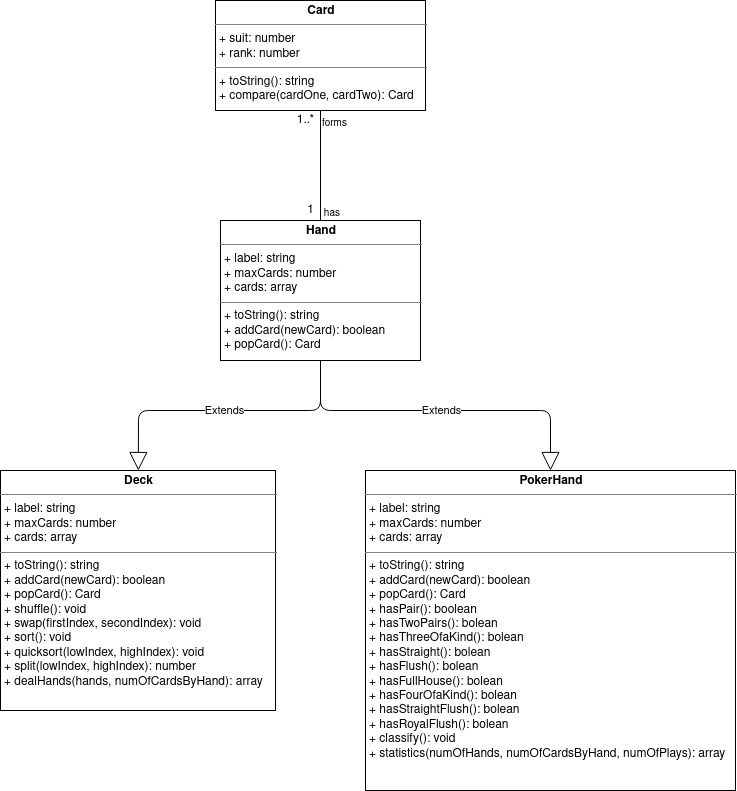 Card
+ suit: number
+ rank: number
+ toString(): string
+ compare(cardOne, cardTwo): Card
1..*
forms
1
has
Hand
+ label: string
+ maxCards: number
+ cards: array
+ toString(): string
+ addCard(newCard): boolean
+ popCard(): Card
Extends
Extends
Deck
+ label: string
+ maxCards: number
+ cards: array
+ toString(): string
+ addCard(newCard): boolean
+ popCard(): Card
+ shuffle(): void
+ swap(firstIndex, secondIndex): void
+ sort(): void
+ quicksort(lowIndex, highIndex): void
+ split(lowIndex, highIndex): number
+ dealHands(hands, numOfCardsByHand): array
PokerHand
+ label: string
+ maxCards: number
+ cards: array
+ toString(): string
+ addCard(newCard): boolean
+ popCard(): Card
+ hasPair(): boolean
+ hasTwoPairs(): bolean
+ hasThreeOfaKind(): bolean
+ hasStraight(): bolean
+ hasFlush(): bolean
+ hasFullHouse(): bolean
+ hasFourOfaKind(): bolean
+ hasStraightFlush(): bolean
+ hasRoyalFlush(): bolean
+ classify(): void
+ statistics(numOfHands, numOfCardsByHand, numOfPlays): array